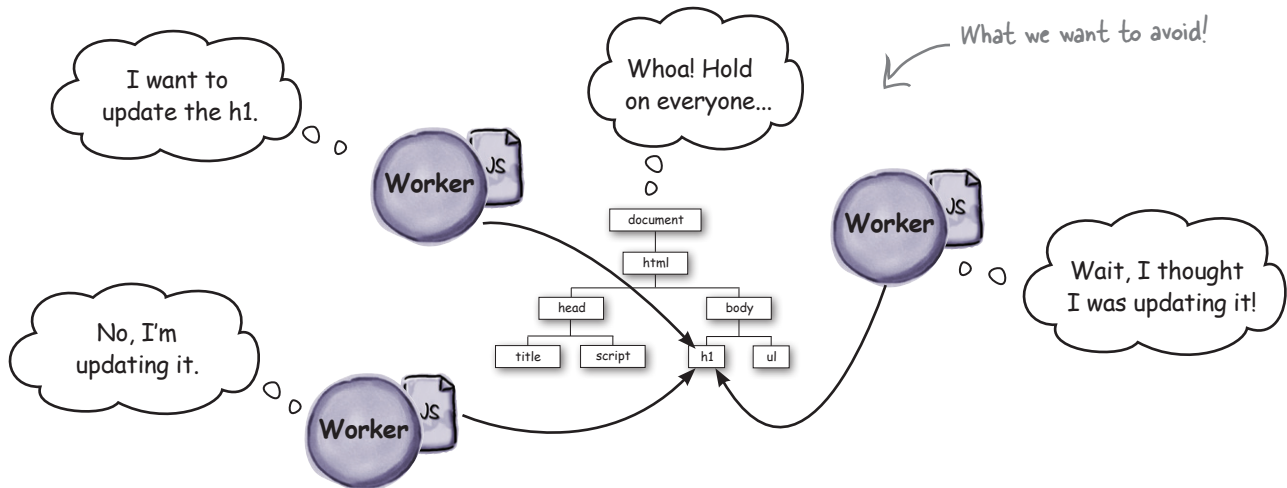 What we want to avoid!
I want to
update the h1.
Whoa! Hold
on everyone...
Worker
JS
Worker
JS
Wait, I thought
I was updating it!
No, I'm
updating it.
Worker
JS
document
html
head
body
title
script
h1
ul